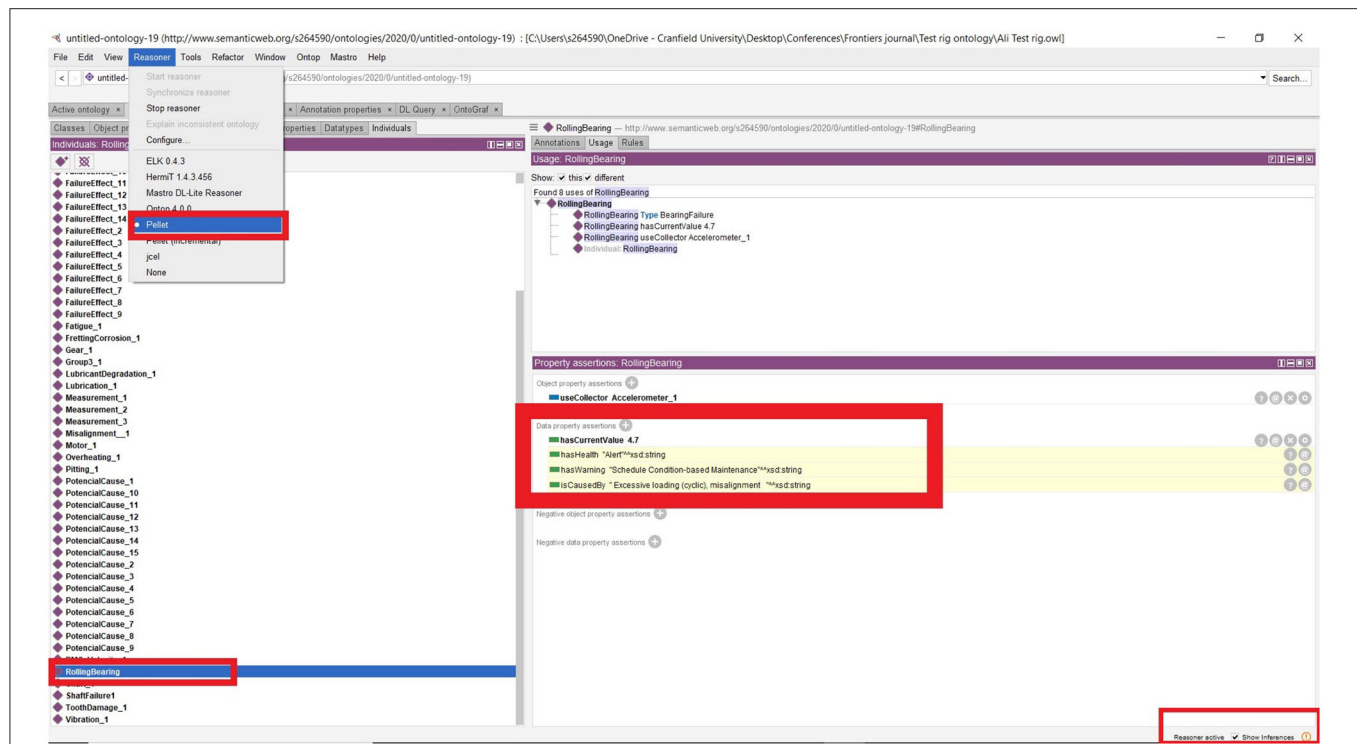 untitled-ontology-19 (http://www.semanticweb.org/s264590/ontologies/2020/0/untitled-ontology-19) : [C:\Users\s264590\OneDrive - Cranfield University\Desktop\Conferences\Frontiers journal\Test rig ontology\Ali Test rig.owl]
File Edit View Reasoner Tools Refactor Window Ontop Mastro Help
< > untitled- /s264590/ontologies/2020/0/untitled-ontology-19) Search...
Start reasoner
Synchronize reasoner
Stop reasoner
Explain inconsistent ontology
Configure...
ELK 0.4.3
HermiT 1.4.3.456
Mastro DL-Lite Reasoner
Ontop 4.0.0
Pellet
Pellet (Incremental)
jcel
None
Active ontology × × Annotation properties × DL Query × OntoGraf ×
Classes Object pr roperties Datatypes Individuals
Individuals: Rolling
FailureEffect_11
FailureEffect_12
FailureEffect_13
FailureEffect_14
FailureEffect_2
FailureEffect_3
FailureEffect_4
FailureEffect_5
FailureEffect_6
FailureEffect_7
FailureEffect_8
FailureEffect_9
Fatigue_1
FrettingCorrosion_1
Gear_1
Group3_1
LubricantDegradation_1
Lubrication_1
Measurement_1
Measurement_2
Measurement_3
Misalignment__1
Motor_1
Overheating_1
Pitting_1
PotencialCause_1
PotencialCause_10
PotencialCause_11
PotencialCause_12
PotencialCause_13
PotencialCause_14
PotencialCause_15
PotencialCause_2
PotencialCause_3
PotencialCause_4
PotencialCause_5
PotencialCause_6
PotencialCause_7
PotencialCause_8
PotencialCause_9
RollingBearing
ShaftFailure1
ToothDamage_1
Vibration_1
RollingBearing — http://www.semanticweb.org/s264590/ontologies/2020/0/untitled-ontology-19#RollingBearing
Annotations Usage Rules
Usage: RollingBearing
Show: this different
Found 8 uses of RollingBearing
RollingBearing
RollingBearing Type BearingFailure
RollingBearing hasCurrentValue 4.7
RollingBearing useCollector Accelerometer_1
Individual: RollingBearing
Property assertions: RollingBearing
Object property assertions
useCollector Accelerometer_1
Data property assertions
hasCurrentValue 4.7
hasHealth "Alert"^^xsd:string
hasWarning "Schedule Condition-based Maintenance"^^xsd:string
isCausedBy " Excessive loading (cyclic), misalignment "^^xsd:string
Negative object property assertions
Negative data property assertions
Reasoner active Show Inferences